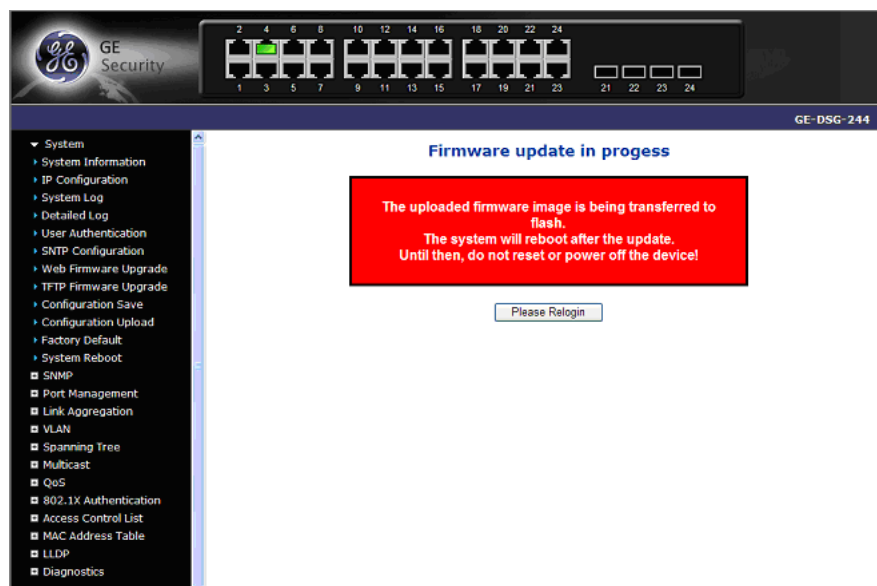 2 4 6 8 10 12 14 16 18 20 22 24
GE
Security
1 3 5 7 9 11 13 15 17 19 21 23 21 22 23 24
GE-DSG-244
System
System Information
IP Configuration
System Log
Detailed Log
User Authentication
SNTP Configuration
Web Firmware Upgrade
TFTP Firmware Upgrade
Configuration Save
Configuration Upload
Factory Default
System Reboot
SNMP
Port Management
Link Aggregation
VLAN
Spanning Tree
Multicast
QoS
802.1X Authentication
Access Control List
MAC Address Table
LLDP
Diagnostics
Firmware update in progess
The uploaded firmware image is being transferred to
flash.
The system will reboot after the update.
Until then, do not reset or power off the device!
Please Relogin